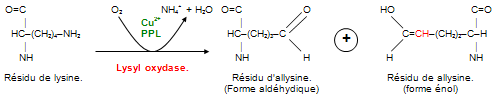 O=C O₂ NH₄⁺ + H₂O O=C O HO C=O
Cu²⁺
PPL
HC–(CH₂)₄–NH₂ HC–(CH₂)₃–C + C=CH–(CH₂)₂–C–H
NH Lysyl oxydase. NH H H NH
Résidu de lysine. Résidu d'allysine. Résidu de allysine.
(Forme aldéhydique) (forme énol)